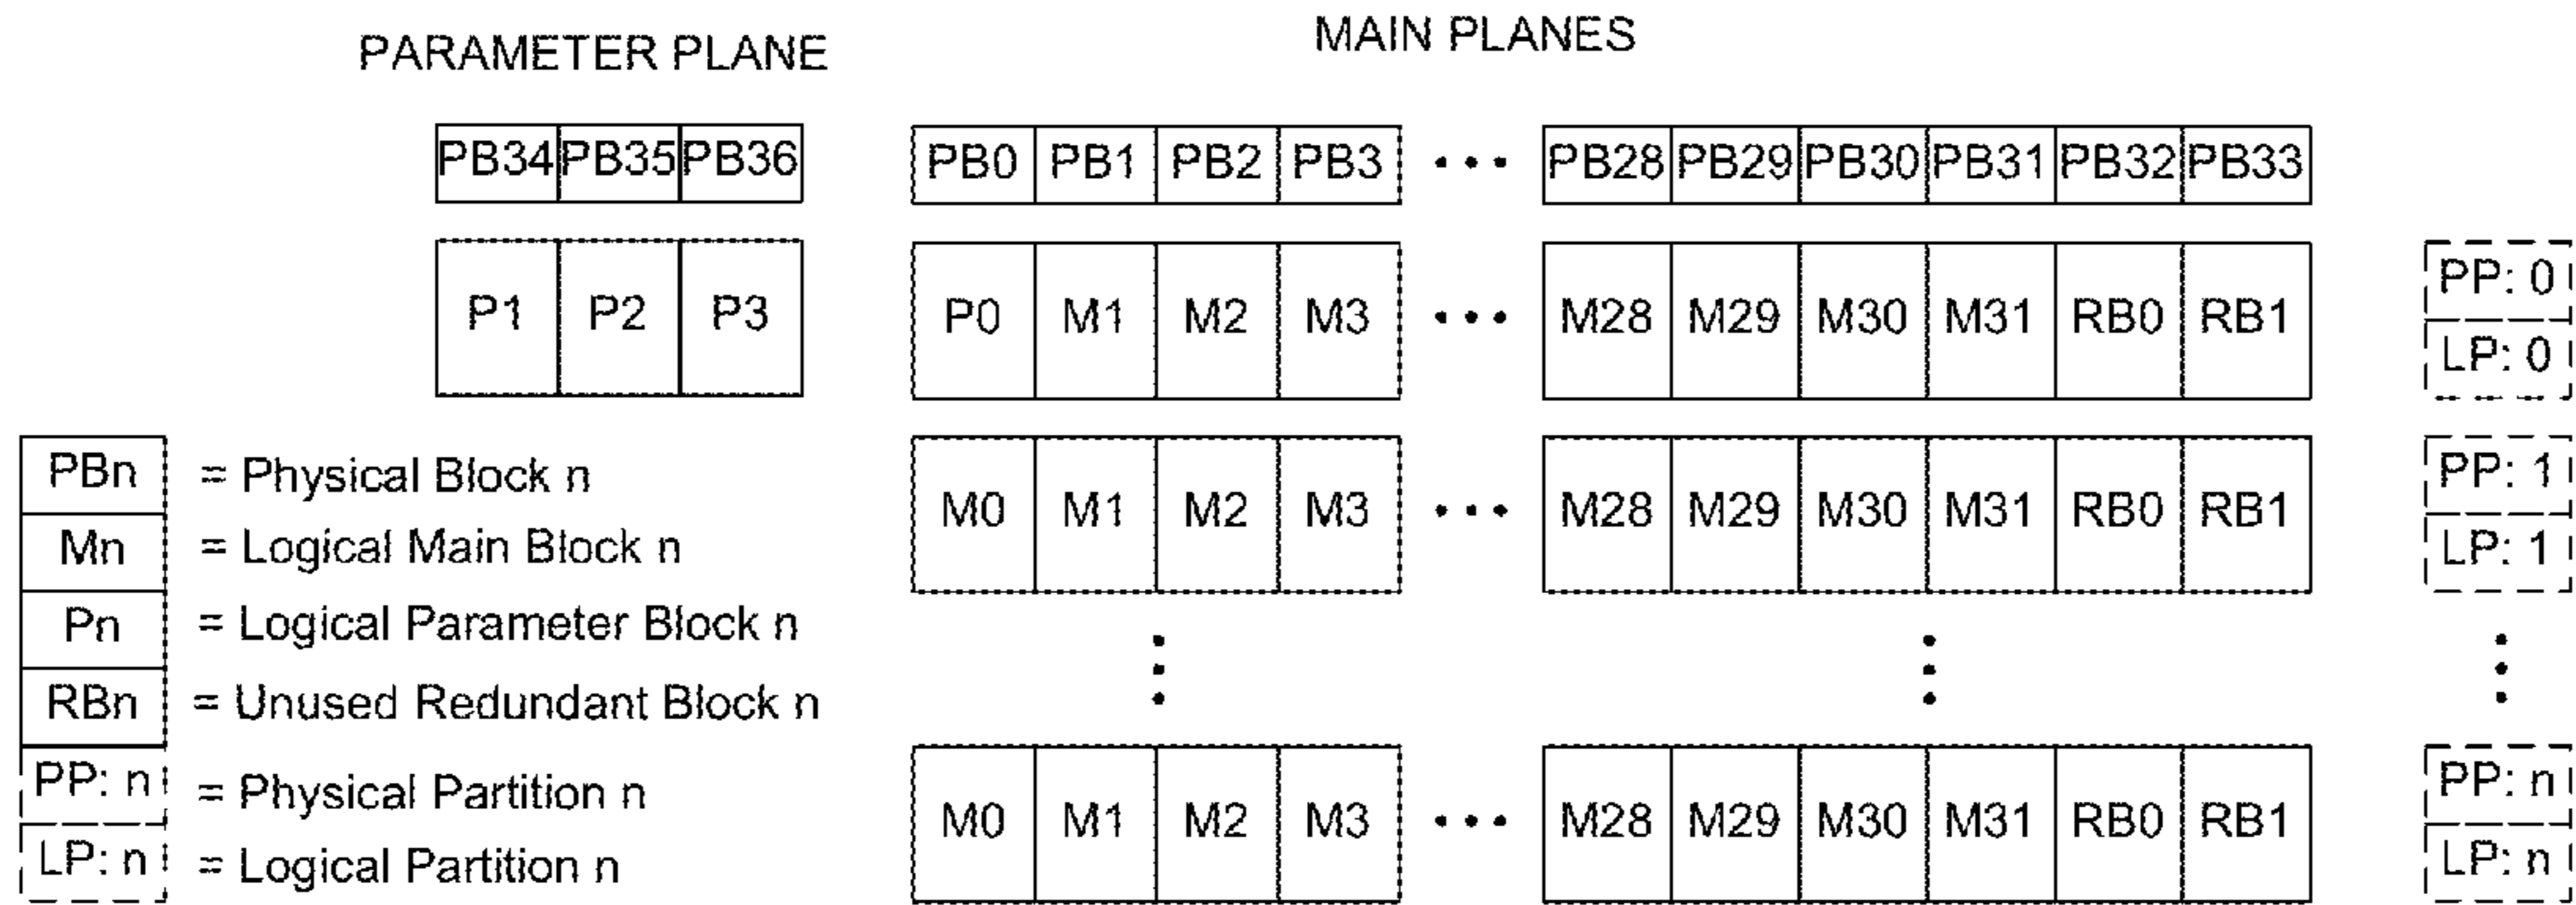 PARAMETER PLANE MAIN PLANES
PB34 PB35 PB36 PB0 PB1 PB2 PB3 ••• PB28 PB29 PB30 PB31 PB32 PB33
P1 P2 P3 P0 M1 M2 M3 ••• M28 M29 M30 M31 RB0 RB1 PP: 0
LP: 0
PBn = Physical Block n
Mn = Logical Main Block n
Pn = Logical Parameter Block n
RBn = Unused Redundant Block n
PP: n = Physical Partition n
LP: n = Logical Partition n
M0 M1 M2 M3 ••• M28 M29 M30 M31 RB0 RB1 PP: 1
LP: 1
M0 M1 M2 M3 ••• M28 M29 M30 M31 RB0 RB1 PP: n
LP: n